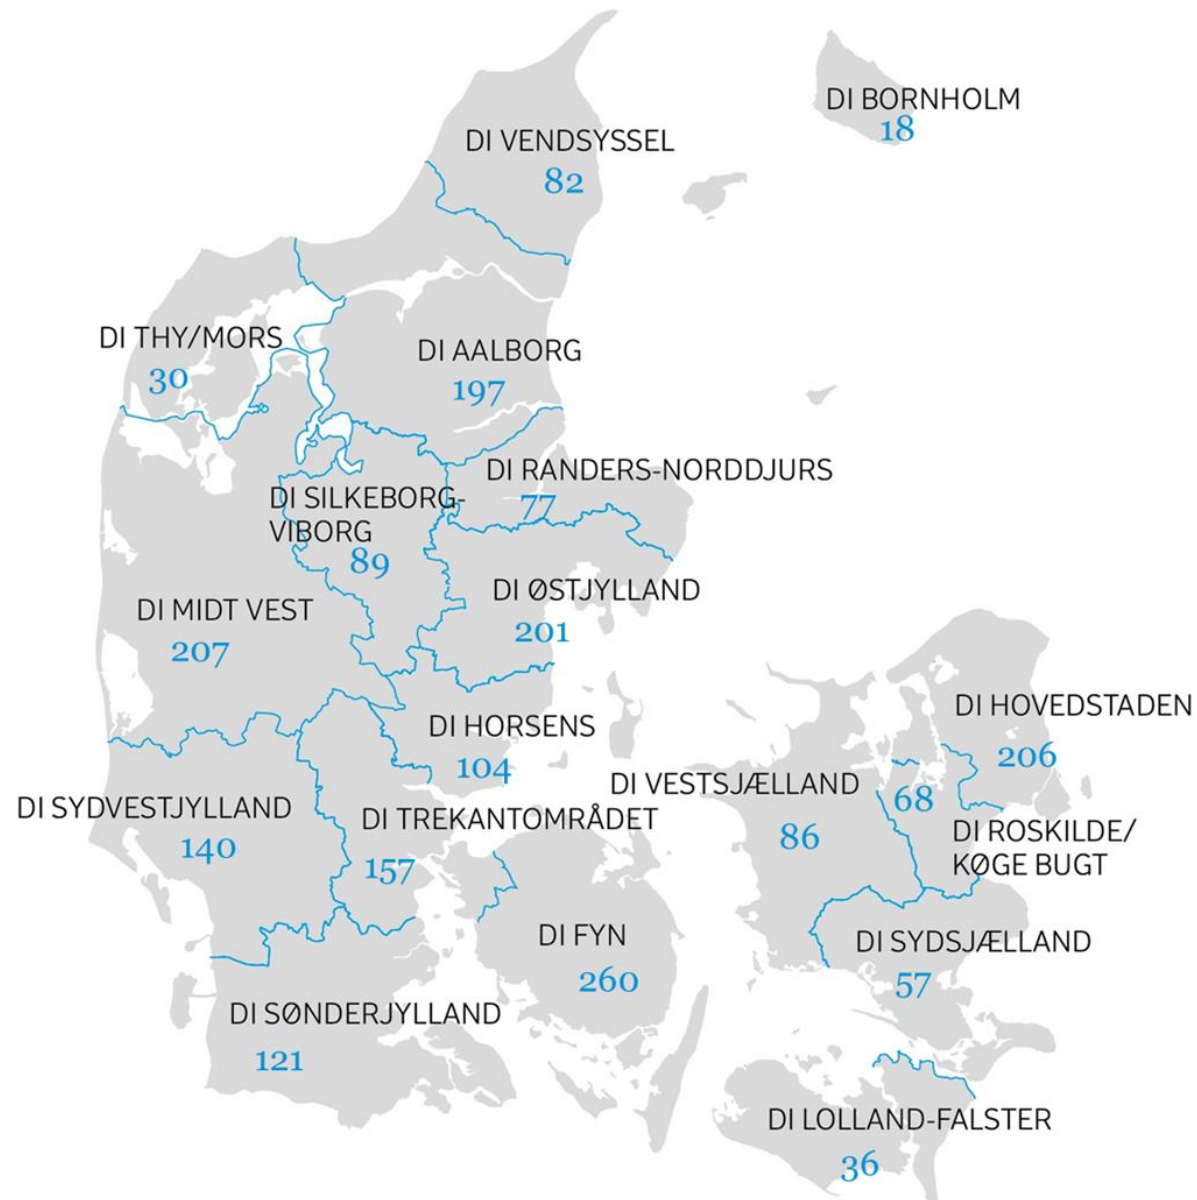 DI BORNHOLM
18
DI VENDSYSSEL
82
DI THY/MORS
30
DI AALBORG
197
DI RANDERS-NORDDJURS
77
DI SILKEBORG-
VIBORG
89
DI ØSTJYLLAND
201
DI MIDT VEST
207
DI HOVEDSTADEN
206
DI HORSENS
104
DI VESTSJÆLLAND
86
68
DI ROSKILDE/
KØGE BUGT
DI SYDVESTJYLLAND
140
DI TREKANTOMRÅDET
157
DI FYN
260
DI SYDSJÆLLAND
57
DI SØNDERJYLLAND
121
DI LOLLAND-FALSTER
36